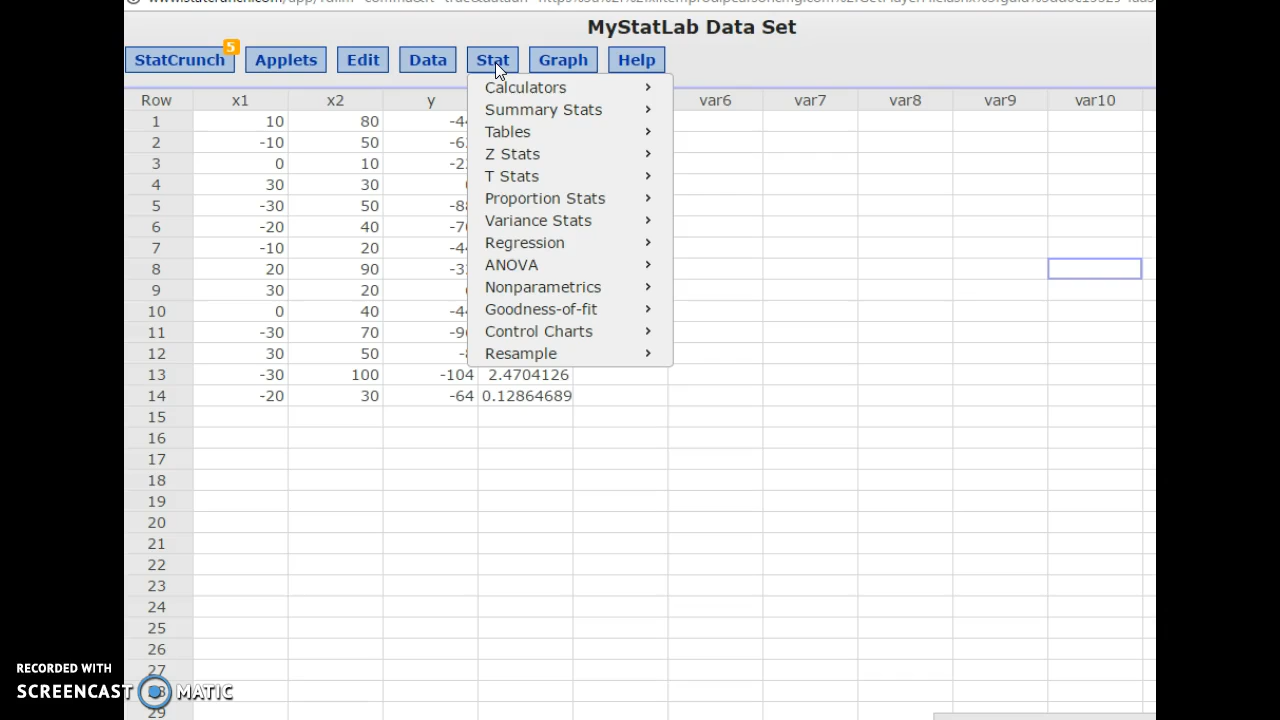 MyStatLab Data Set
5
StatCrunch Applets Edit Data Stat Graph Help
Calculators
Summary Stats
Tables
Z Stats
T Stats
Proportion Stats
Variance Stats
Regression
ANOVA
Nonparametrics
Goodness-of-fit
Control Charts
Resample
Row x1 x2 y var6 var7 var8 var9 var10
1 10 80
2 -10 50
3 0 10
4 30 30
5 -30 50
6 -20 40
7 -10 20
8 20 90
9 30 20
10 0 40
11 -30 70
12 30 50
13 -30 100 -104 2.4704126
14 -20 30 -64 0.12864689
15
16
17
18
19
20
21
22
23
24
25
26
27
29
RECORDED WITH
SCREENCAST MATIC